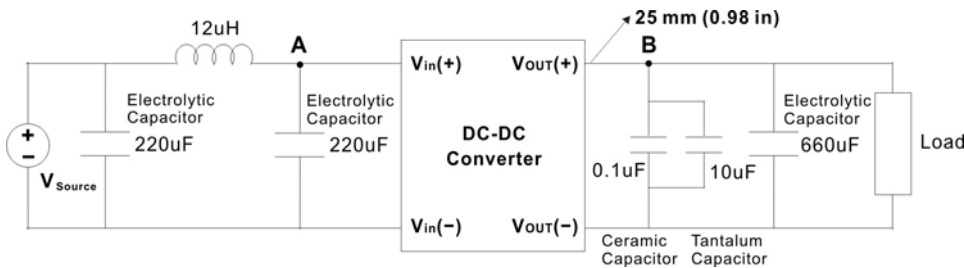 25 mm (0.98 in)
12uH
A
B
Vin(+)
VOUT(+)
Electrolytic
Capacitor
220uF
Electrolytic
Capacitor
220uF
DC-DC
Converter
Electrolytic
Capacitor
660uF
Load
+
−
VSource
0.1uF
10uF
Vin(−)
VOUT(−)
Ceramic
Capacitor
Tantalum
Capacitor